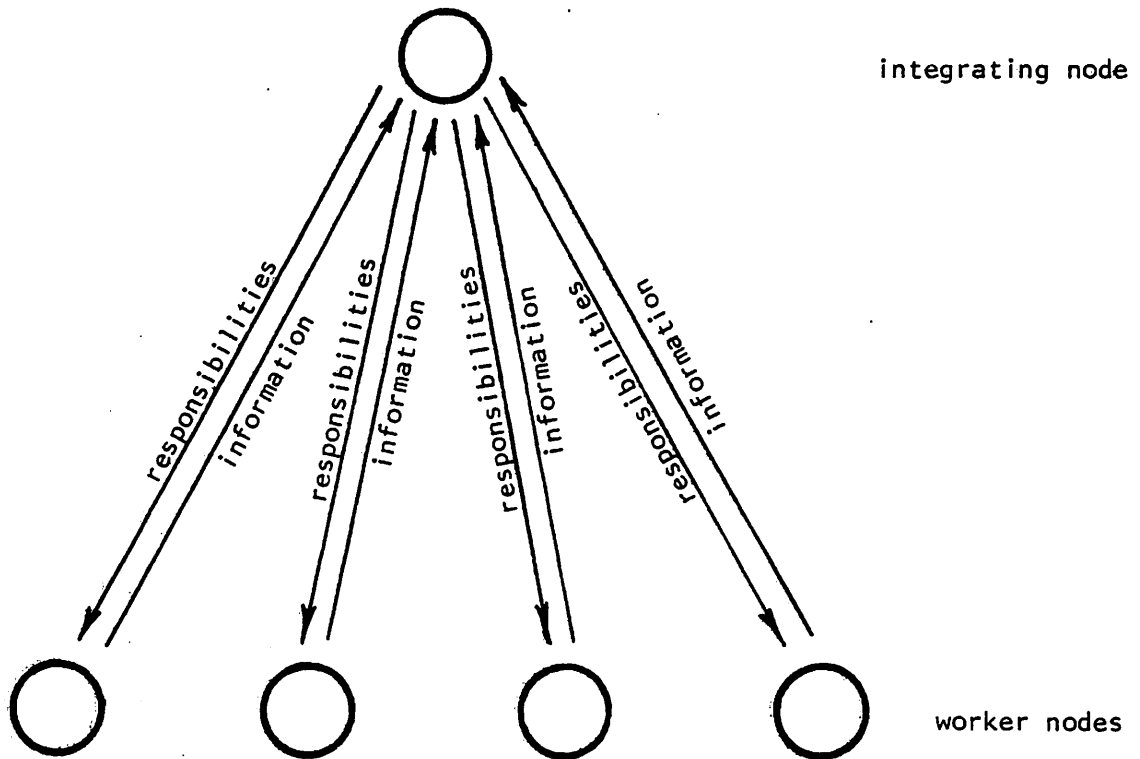 integrating node
responsibilities
information
responsibilities
information
responsibilities
information
responsibilities
information
worker nodes